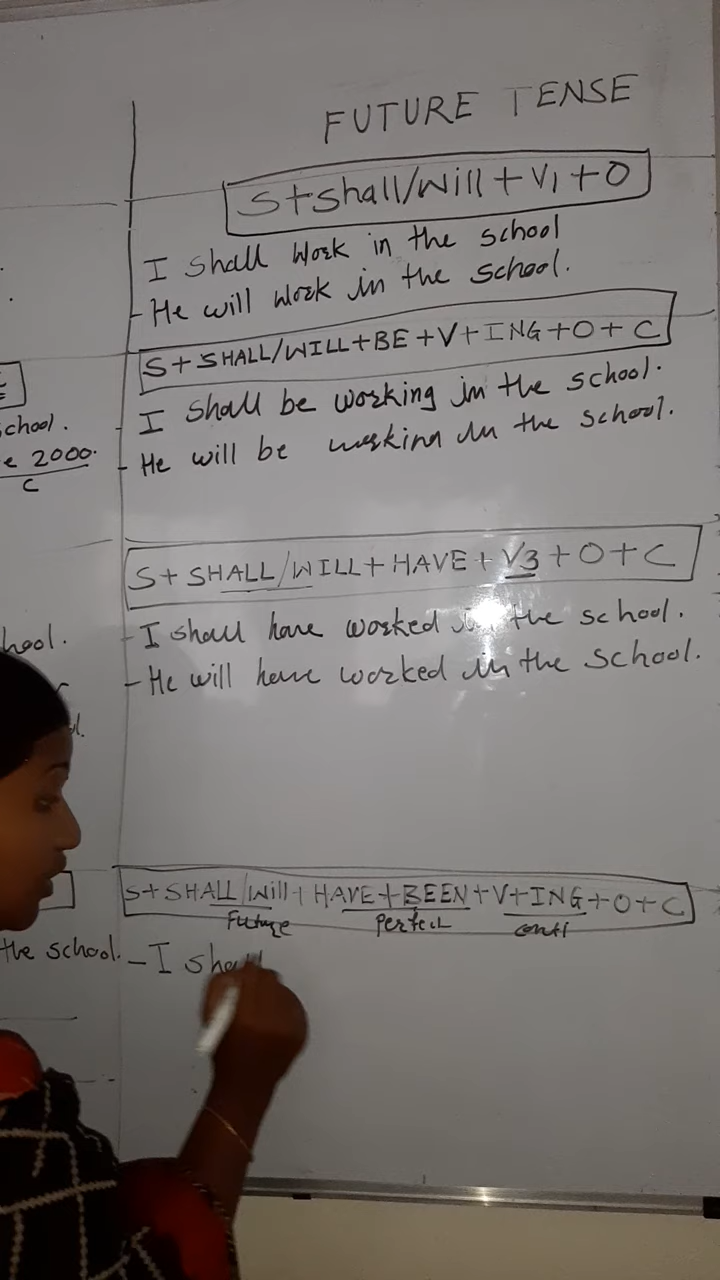 FUTURE TENSE
S+shall/Will+V1+O
I shall work in the school
- He will work in the school.
S+SHALL/WILL+BE+V+ING+O+C
chool.
- I shall be working in the school.
e 2000.
C
- He will be working in the school.
S+SHALL/WILL+HAVE+V3+O+C
hool.
- I shall have worked in the school.
- He will have worked in the school.
S+SHALL/Will+HAVE+BEEN+V+ING+O+C
Future Perfect conti
the school.
- I shall